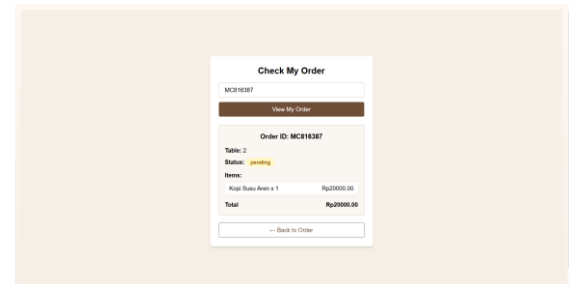 Check My Order
MC816387
View My Order
Order ID: MC816387
Table: 2
Status: pending
Items:
Kopi Susu Aren x 1 Rp20000.00
Total Rp20000.00
← Back to Order